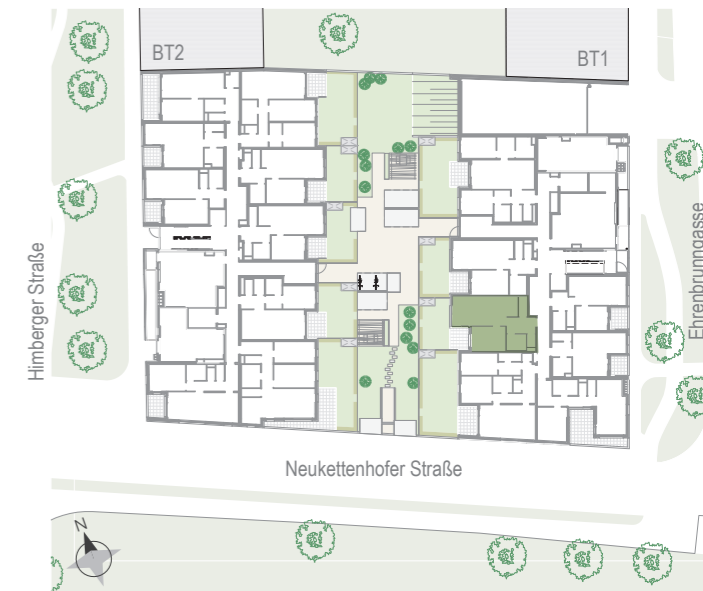 BT2
BT1
Himberger Straße
Ehrenbrunngasse
Neukettenhofer Straße
N